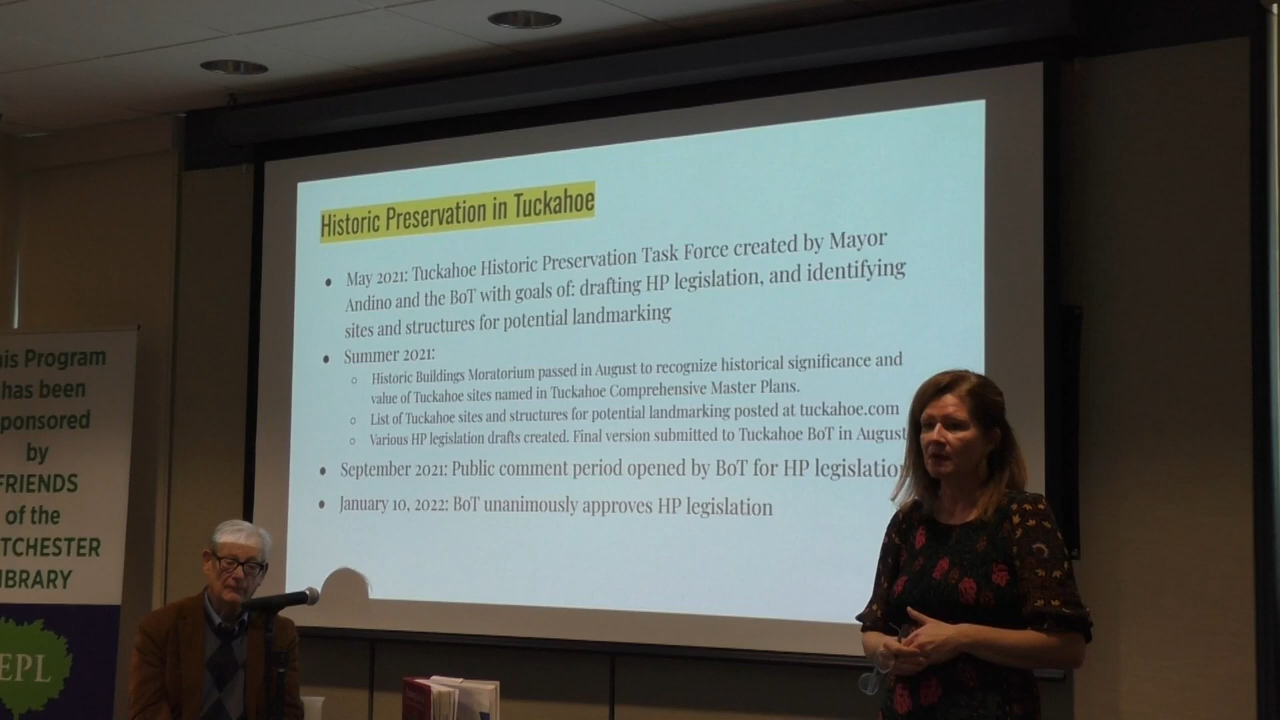 Historic Preservation in Tuckahoe
● May 2021: Tuckahoe Historic Preservation Task Force created by Mayor
Andino and the BoT with goals of: drafting HP legislation, and identifying
sites and structures for potential landmarking
● Summer 2021:
○ Historic Buildings Moratorium passed in August to recognize historical significance and
value of Tuckahoe sites named in Tuckahoe Comprehensive Master Plans.
○ List of Tuckahoe sites and structures for potential landmarking posted at tuckahoe.com
○ Various HP legislation drafts created. Final version submitted to Tuckahoe BoT in August
● September 2021: Public comment period opened by BoT for HP legislation
● January 10, 2022: BoT unanimously approves HP legislation
his Program
has been
ponsored
by
FRIENDS
of the
TCHESTER
IBRARY
EPL